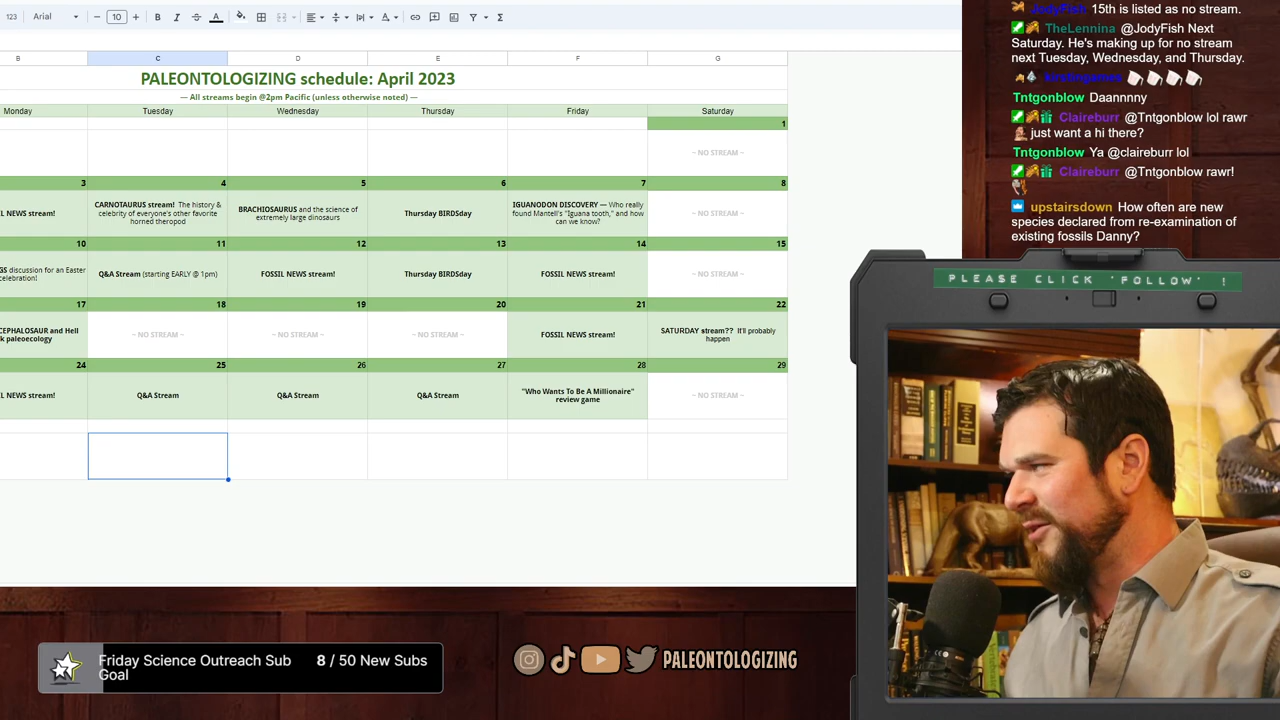 123 Arial 10 B I A
B C D E F G
PALEONTOLOGIZING schedule: April 2023
— All streams begin @2pm Pacific (unless otherwise noted) —
Monday Tuesday Wednesday Thursday Friday Saturday
1
~ NO STREAM ~
3 4 5 6 7 8
IL NEWS stream!
CARNOTAURUS stream! The history &
celebrity of everyone's other favorite
horned theropod
BRACHIOSAURUS and the science of
extremely large dinosaurs
Thursday BIRDSday
IGUANODON DISCOVERY — Who really
found Mantell's "Iguana tooth," and how
can we know?
~ NO STREAM ~
10 11 12 13 14 15
GS discussion for an Easter
celebration!
Q&A Stream (starting EARLY @ 1pm)
FOSSIL NEWS stream!
Thursday BIRDSday
FOSSIL NEWS stream!
~ NO STREAM ~
17 18 19 20 21 22
CEPHALOSAUR and Hell
k paleoecology
~ NO STREAM ~
~ NO STREAM ~
~ NO STREAM ~
FOSSIL NEWS stream!
SATURDAY stream?? It'll probably
happen
24 25 26 27 28 29
IL NEWS stream!
Q&A Stream
Q&A Stream
Q&A Stream
"Who Wants To Be A Millionaire"
review game
~ NO STREAM ~
JodyFish 15th is listed as no stream.
TheLennina @JodyFish Next
Saturday. He's making up for no stream
next Tuesday, Wednesday, and Thursday.
Tntgonblow Daannnny
Claireburr @Tntgonblow lol rawr
just want a hi there?
Tntgonblow Ya @claireburr lol
Claireburr @Tntgonblow rawr!
upstairsdown How often are new
species declared from re-examination of
existing fossils Danny?
PLEASE CLICK 'FOLLOW' !
Friday Science Outreach Sub
Goal
8 / 50 New Subs
PALEONTOLOGIZING